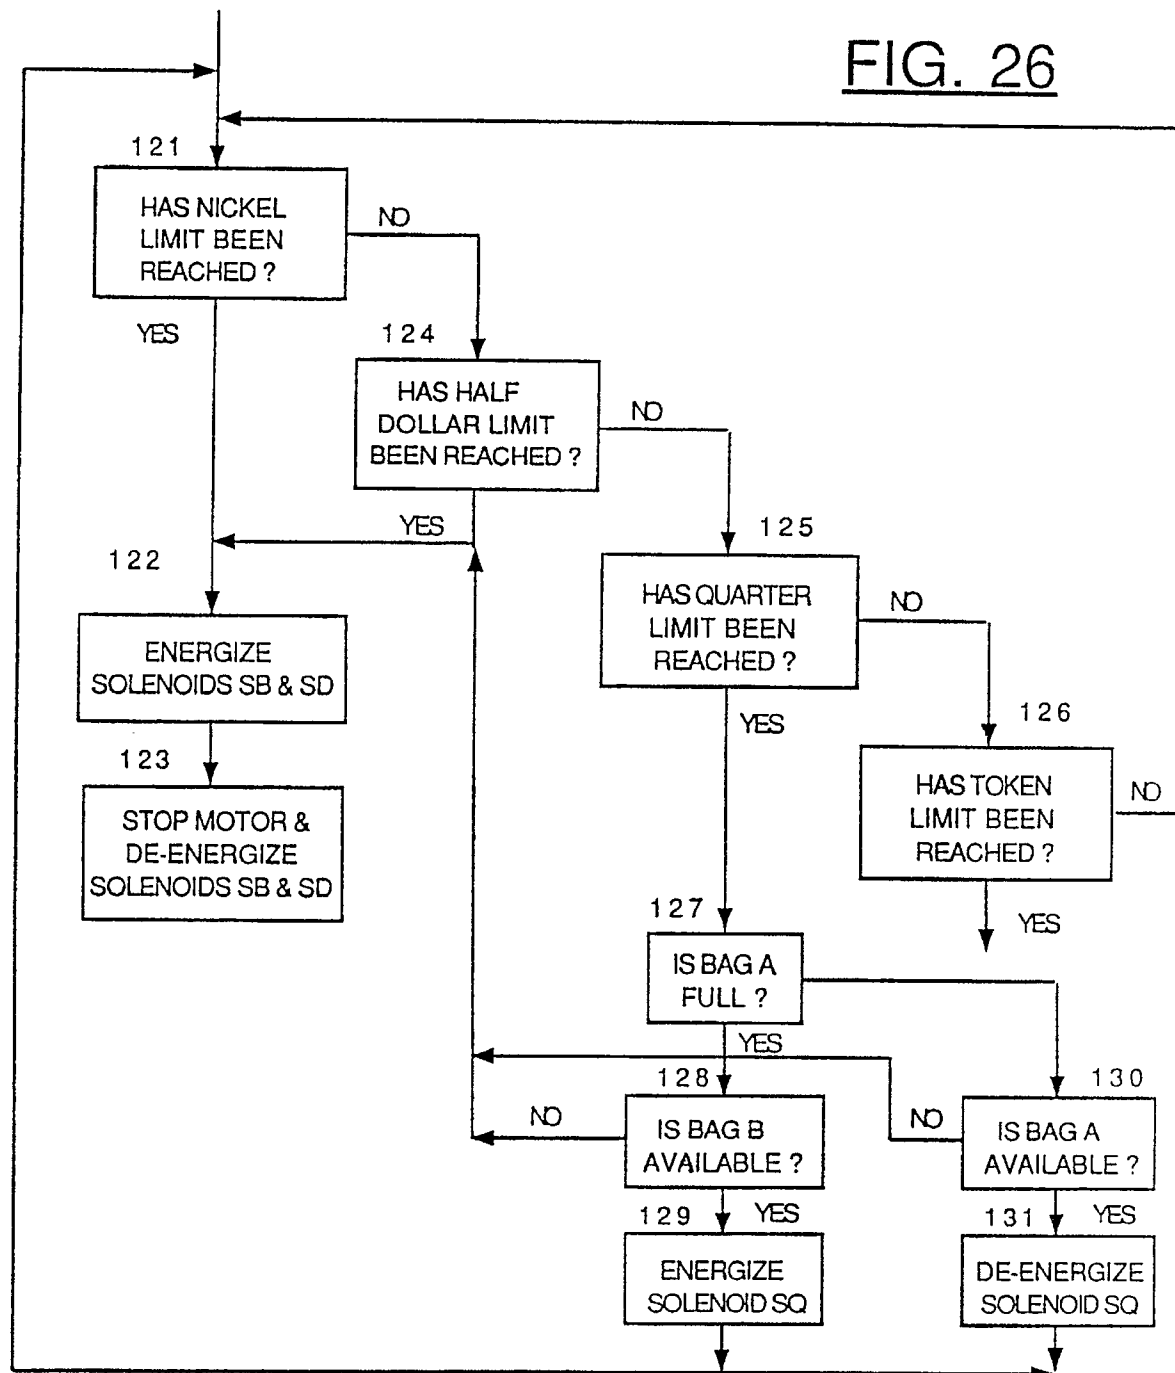 FIG. 26
121
HAS NICKEL
LIMIT BEEN
REACHED ?
NO
YES
124
HAS HALF
DOLLAR LIMIT
BEEN REACHED ?
NO
YES
122
ENERGIZE
SOLENOIDS SB & SD
123
STOP MOTOR &
DE-ENERGIZE
SOLENOIDS SB & SD
125
HAS QUARTER
LIMIT BEEN
REACHED ?
NO
YES
126
HAS TOKEN
LIMIT BEEN
REACHED ?
NO
YES
127
IS BAG A
FULL ?
YES
128
IS BAG B
AVAILABLE ?
NO
YES
130
IS BAG A
AVAILABLE ?
NO
YES
129
ENERGIZE
SOLENOID SQ
131
DE-ENERGIZE
SOLENOID SQ